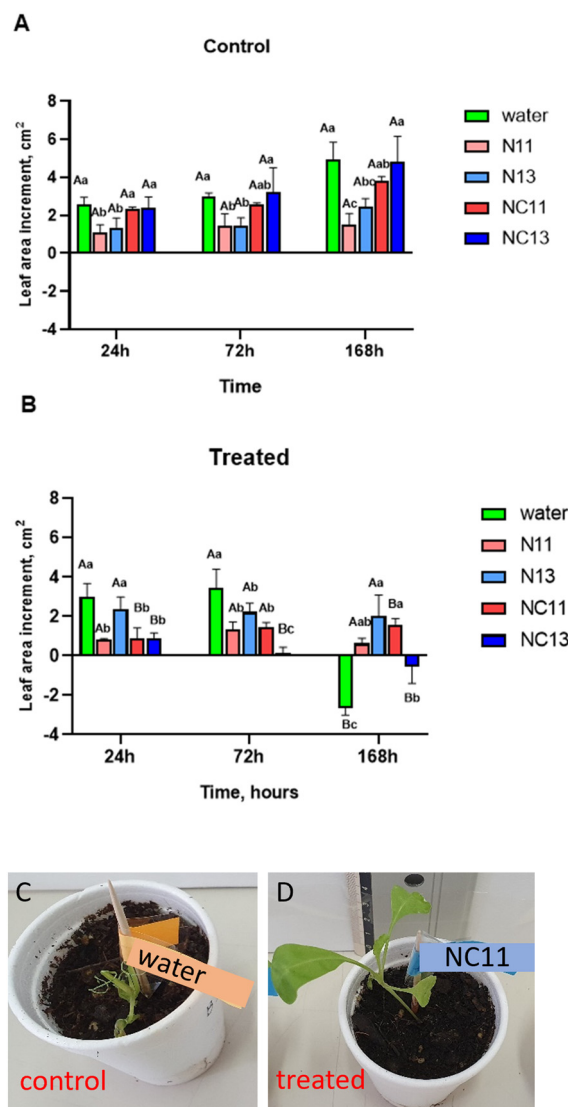 A
Control
Leaf area Increment, cm²
8
6
4
2
0
-2
-4
Aa
Ab
Ab
Aa
Aa
Aa
Ab
Ab
Aab
Aa
Aa
Ac
Abc
Aab
Aa
24h
72h
168h
Time
water
N11
N13
NC11
NC13
B
Treated
Leaf area increment, cm²
8
6
4
2
0
-2
-4
Aa
Ab
Aa
Bb
Bb
Aa
Ab
Ab
Ab
Bc
Bc
Aab
Aa
Ba
Bb
24h
72h
168h
Time, hours
water
N11
N13
NC11
NC13
C
water
control
D
NC11
treated